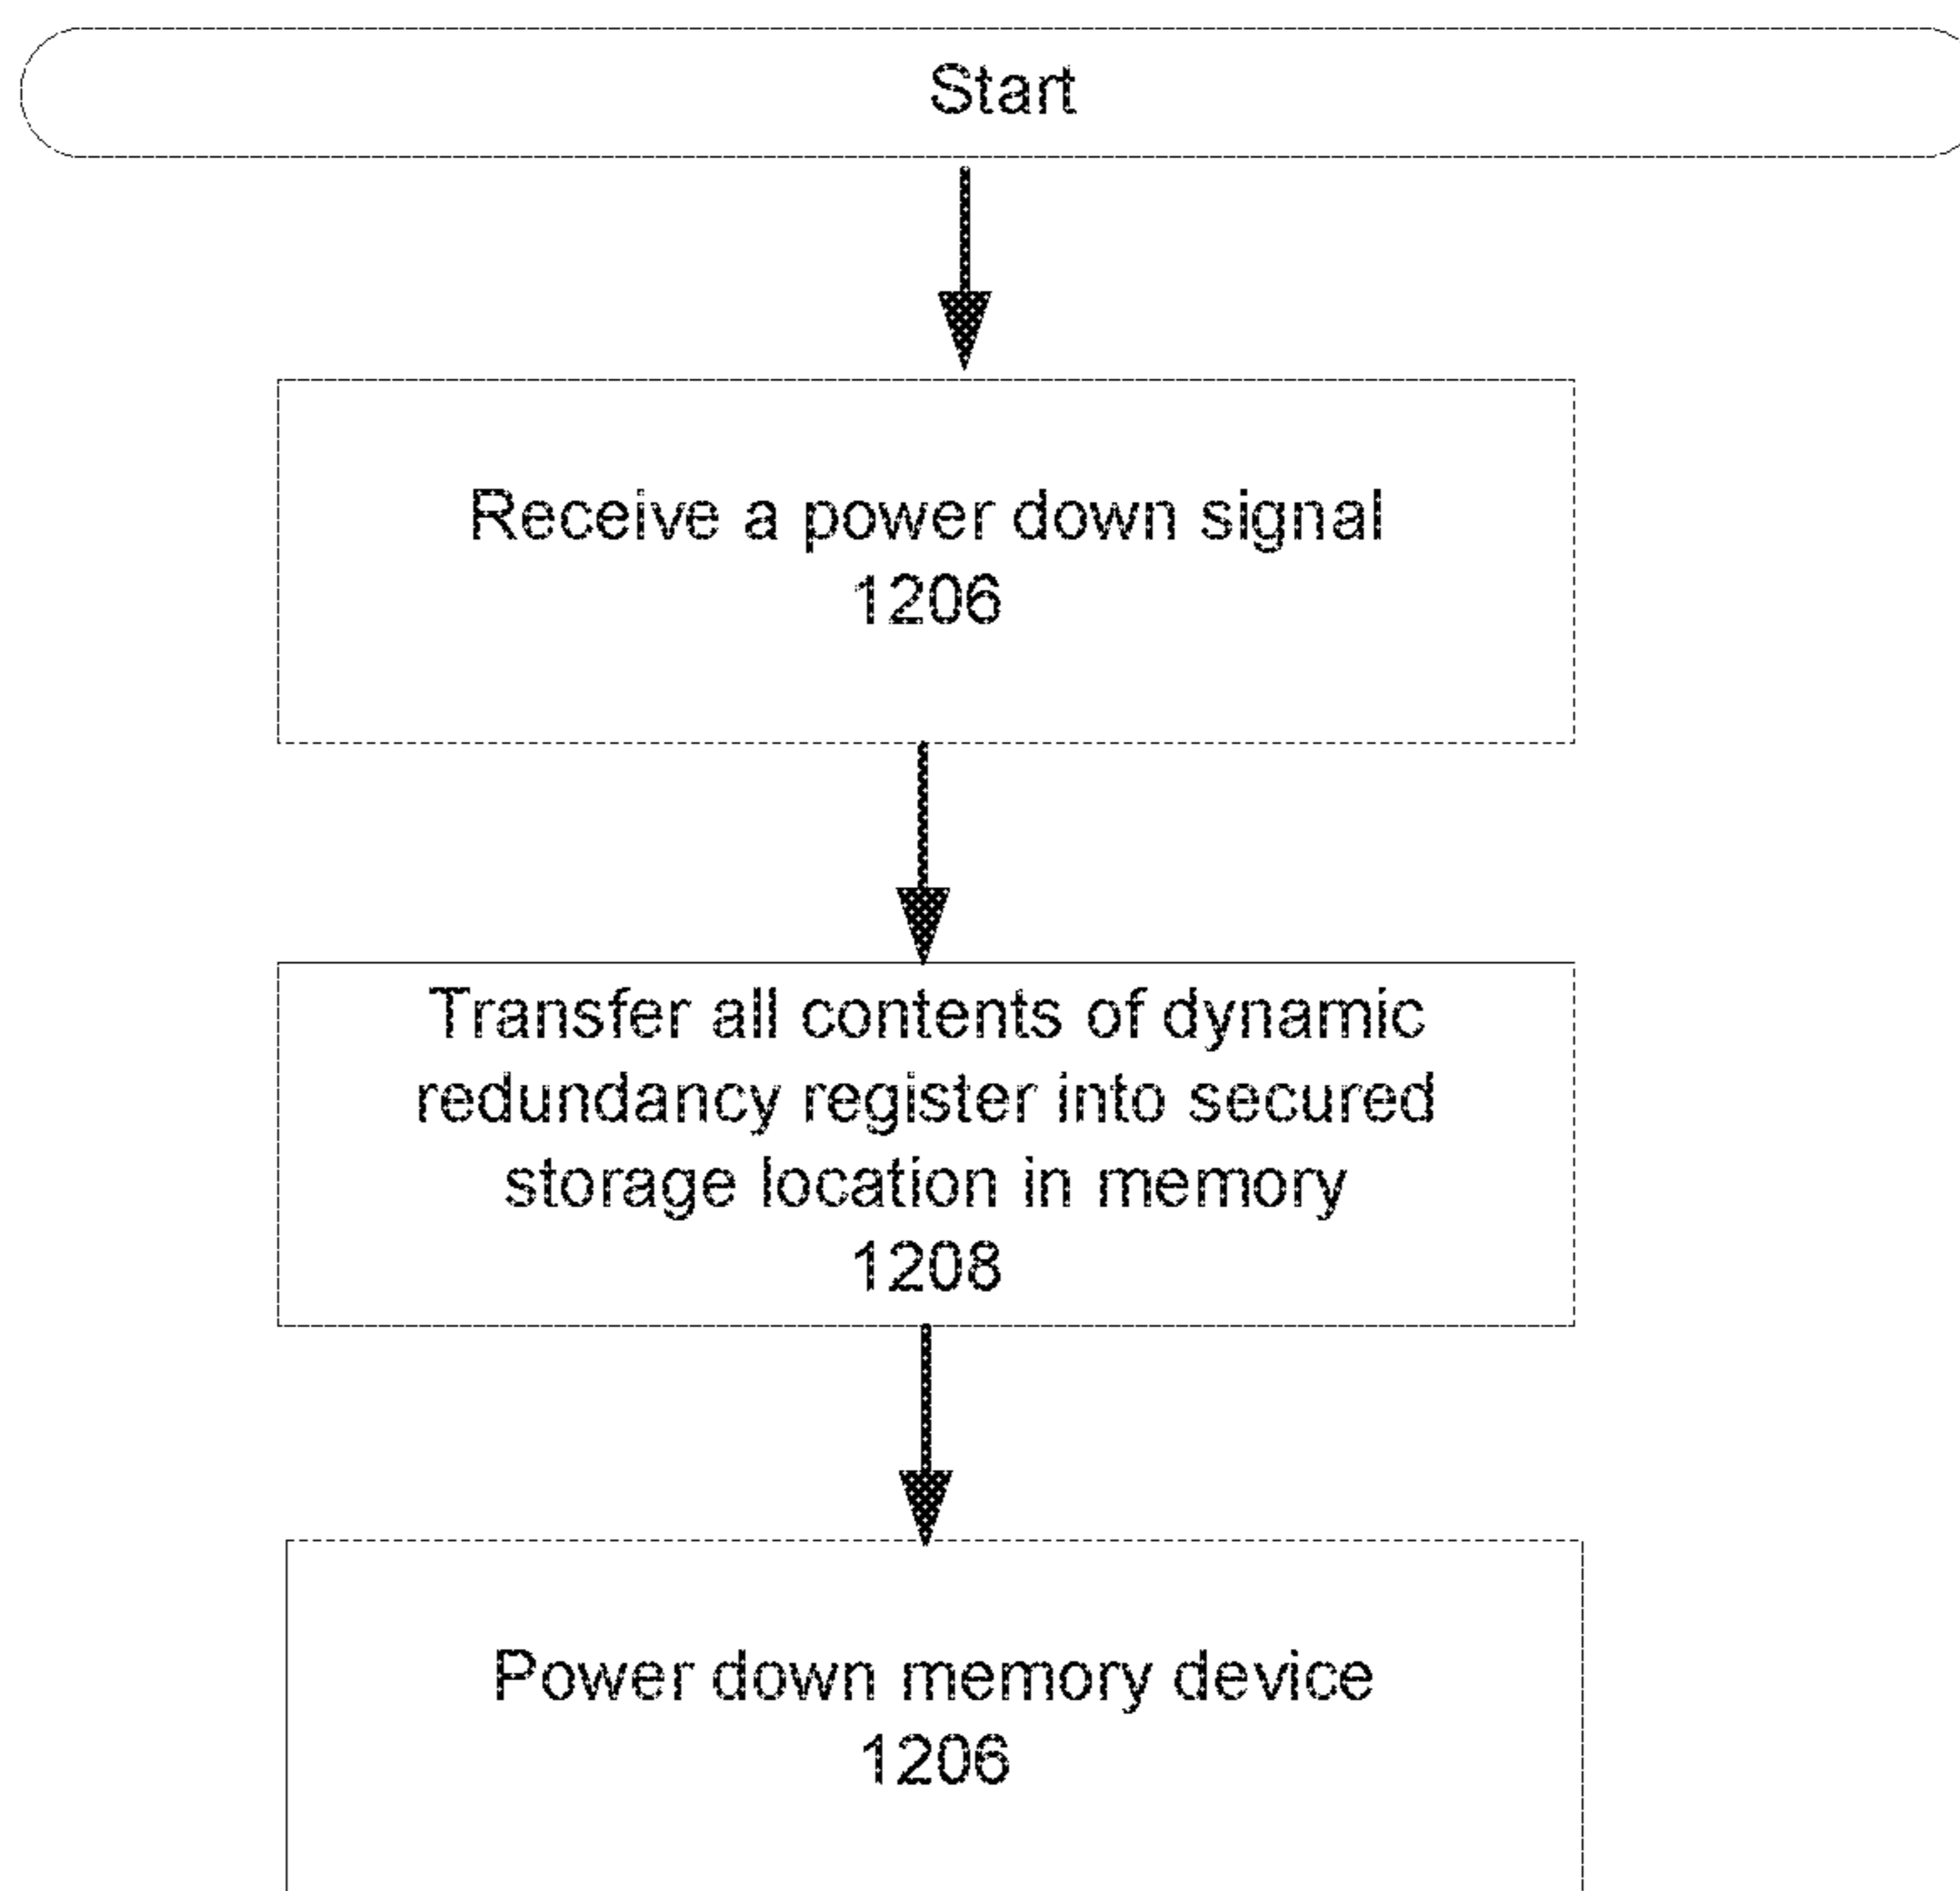 Start
Receive a power down signal
1206
Transfer all contents of dynamic
redundancy register into secured
storage location in memory
1208
Power down memory device
1206